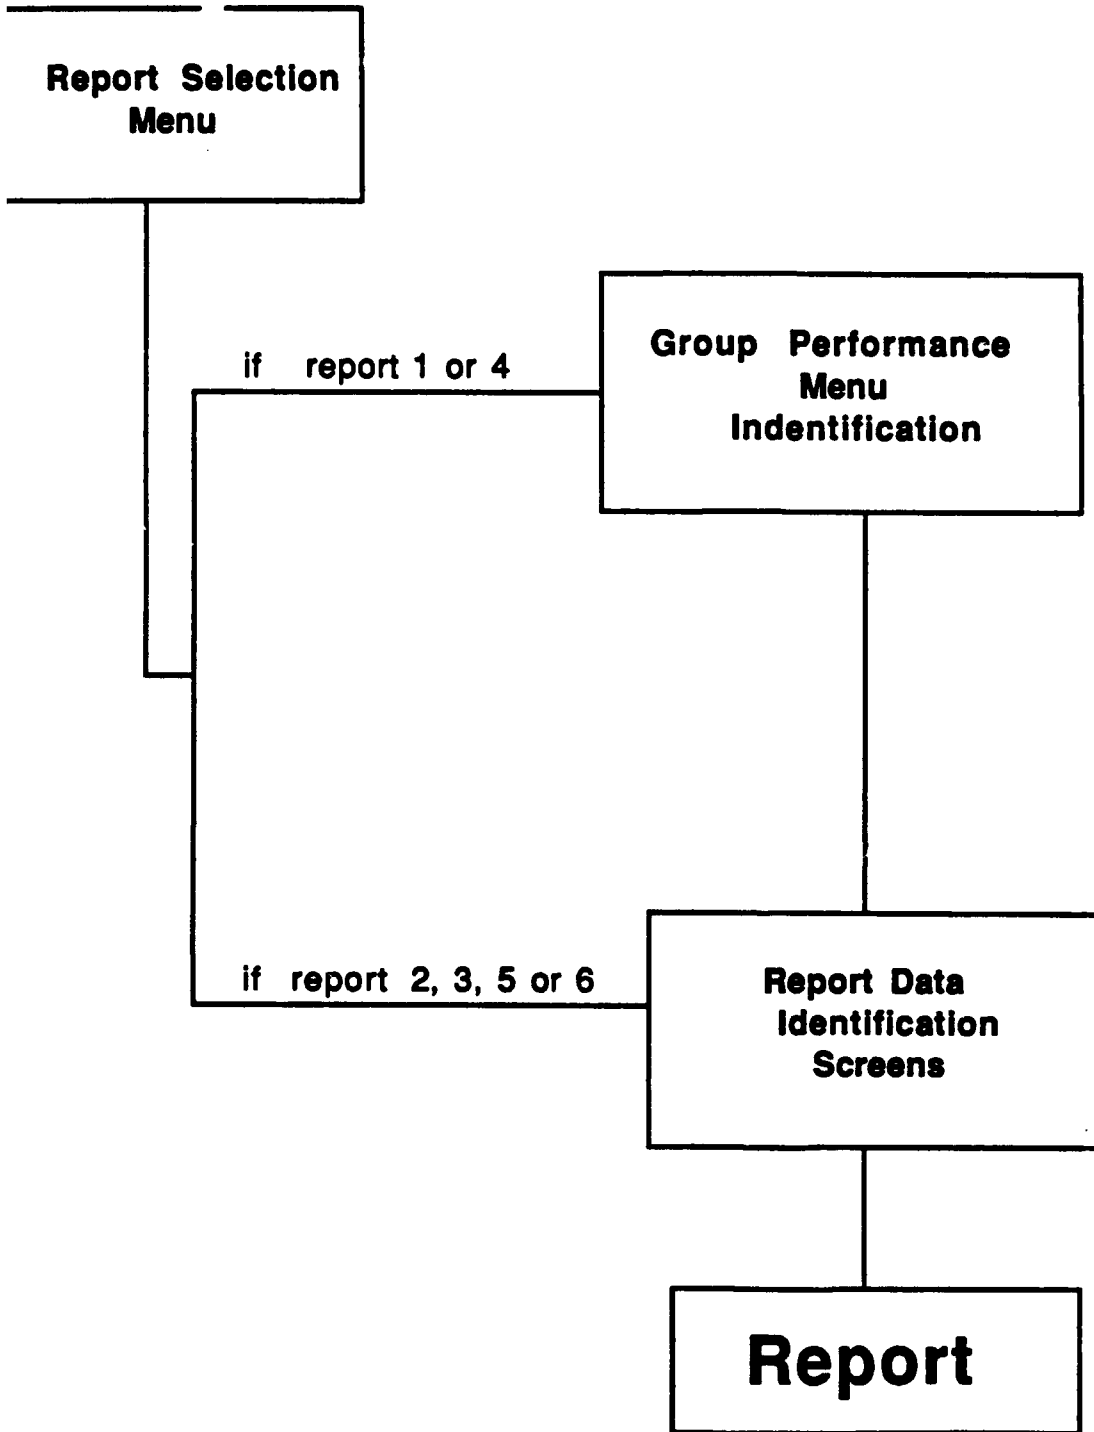 Report Selection
Menu
if report 1 or 4
Group Performance
Menu
Indentification
if report 2, 3, 5 or 6
Report Data
Identification
Screens
Report